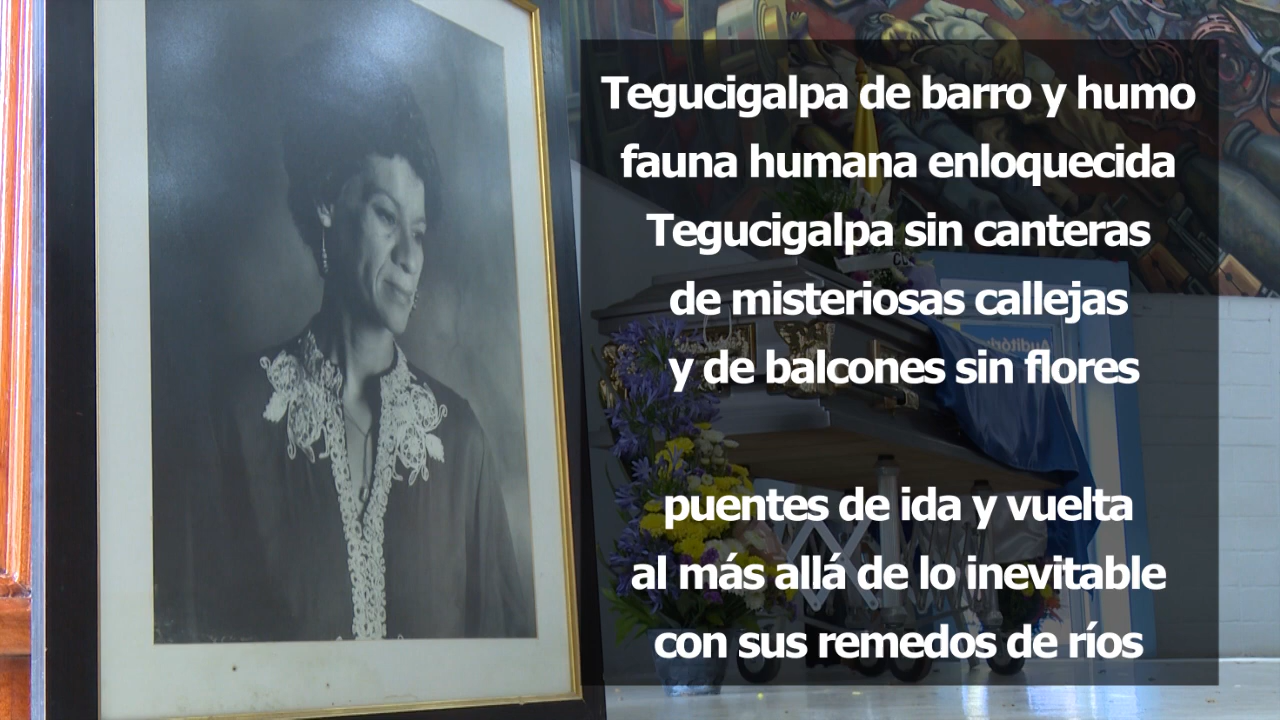 Tegucigalpa de barro y humo
fauna humana enloquecida
Tegucigalpa sin canteras
de misteriosas callejas
y de balcones sin flores
puentes de ida y vuelta
al más allá de lo inevitable
con sus remedos de ríos